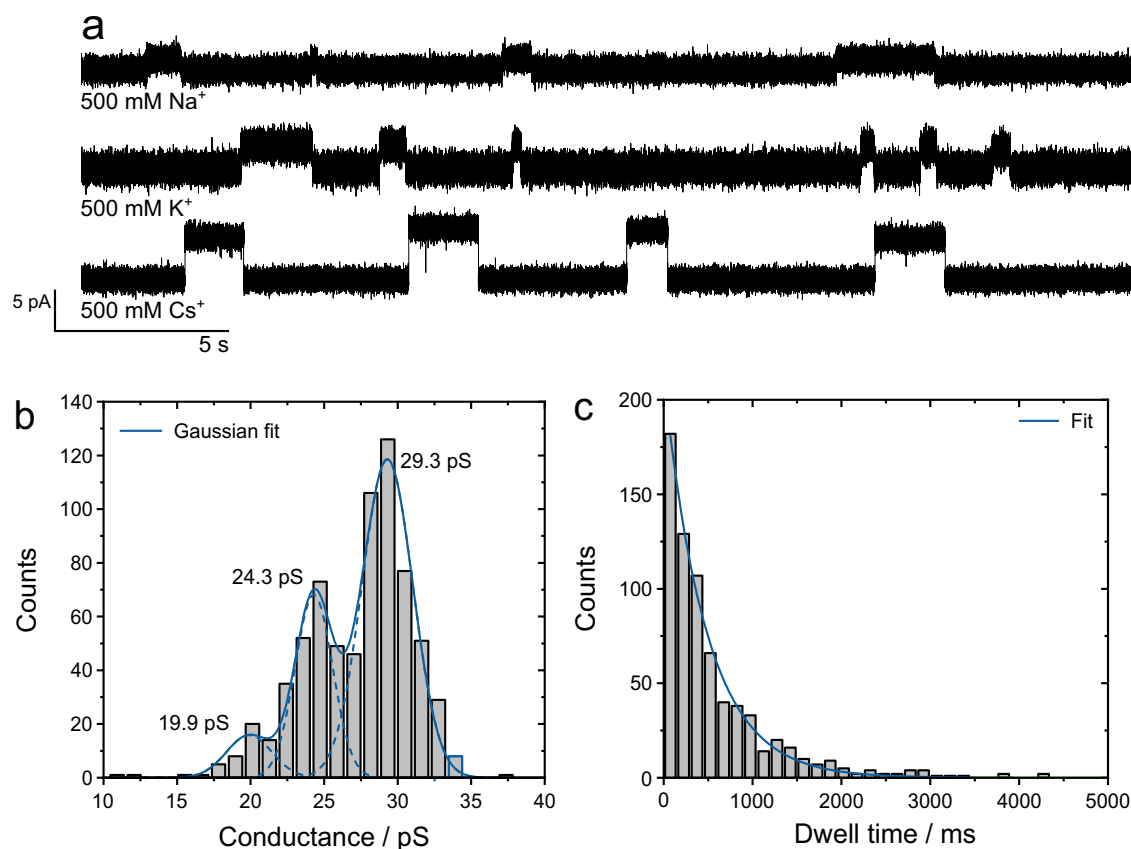 a
500 mM Na⁺
500 mM K⁺
5 pA
500 mM Cs⁺
5 s
b
140
120
100
80
60
40
20
0
Counts
Gaussian fit
29.3 pS
24.3 pS
19.9 pS
10 15 20 25 30 35 40
Conductance / pS
c
200
150
100
50
0
Counts
Fit
0 1000 2000 3000 4000 5000
Dwell time / ms